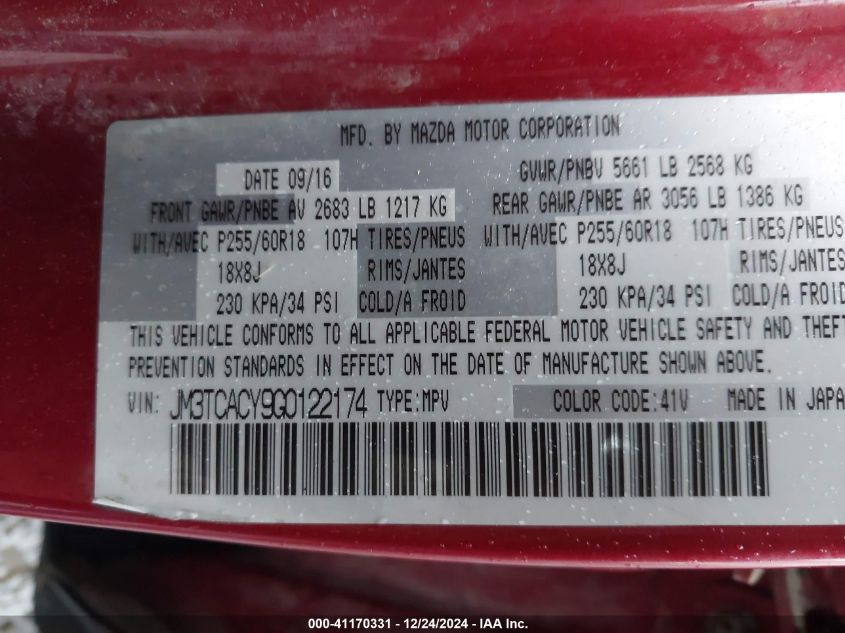 MFD. BY MAZDA MOTOR CORPORATION
DATE 09/16 GVWR/PNBV 5661 LB 2568 KG
FRONT GAWR/PNBE AV 2683 LB 1217 KG REAR GAWR/PNBE AR 3056 LB 1386 KG
WITH/AVEC P255/60R18 107H TIRES/PNEUS WITH/AVEC P255/60R18 107H TIRES/PNEUS
18X8J RIMS/JANTES 18X8J RIMS/JANTES
230 KPA/34 PSI COLD/A FROID 230 KPA/34 PSI COLD/A FROID
THIS VEHICLE CONFORMS TO ALL APPLICABLE FEDERAL MOTOR VEHICLE SAFETY AND THEFT
PREVENTION STANDARDS IN EFFECT ON THE DATE OF MANUFACTURE SHOWN ABOVE.
VIN: JM3TCACY9G0122174 TYPE:MPV COLOR CODE:41V MADE IN JAPA
000-41170331 - 12/24/2024 - IAA Inc.